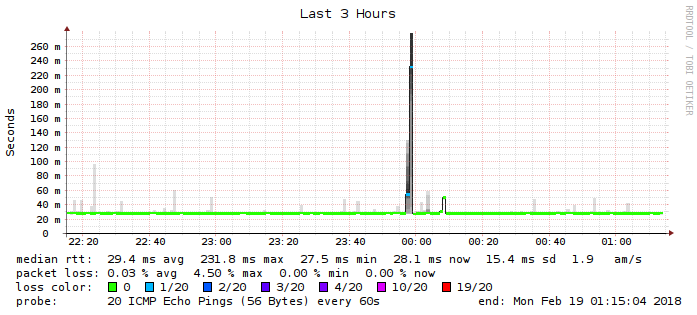 Last 3 Hours
RRDTOOL / TOBI OETIKER
Seconds
260 m
240 m
220 m
200 m
180 m
160 m
140 m
120 m
100 m
80 m
60 m
40 m
20 m
0
22:20 22:40 23:00 23:20 23:40 00:00 00:20 00:40 01:00
median rtt: 29.4 ms avg 231.8 ms max 27.5 ms min 28.1 ms now 15.4 ms sd 1.9 am/s
packet loss: 0.03 % avg 4.50 % max 0.00 % min 0.00 % now
loss color: 0 1/20 2/20 3/20 4/20 10/20 19/20
probe: 20 ICMP Echo Pings (56 Bytes) every 60s end: Mon Feb 19 01:15:04 2018